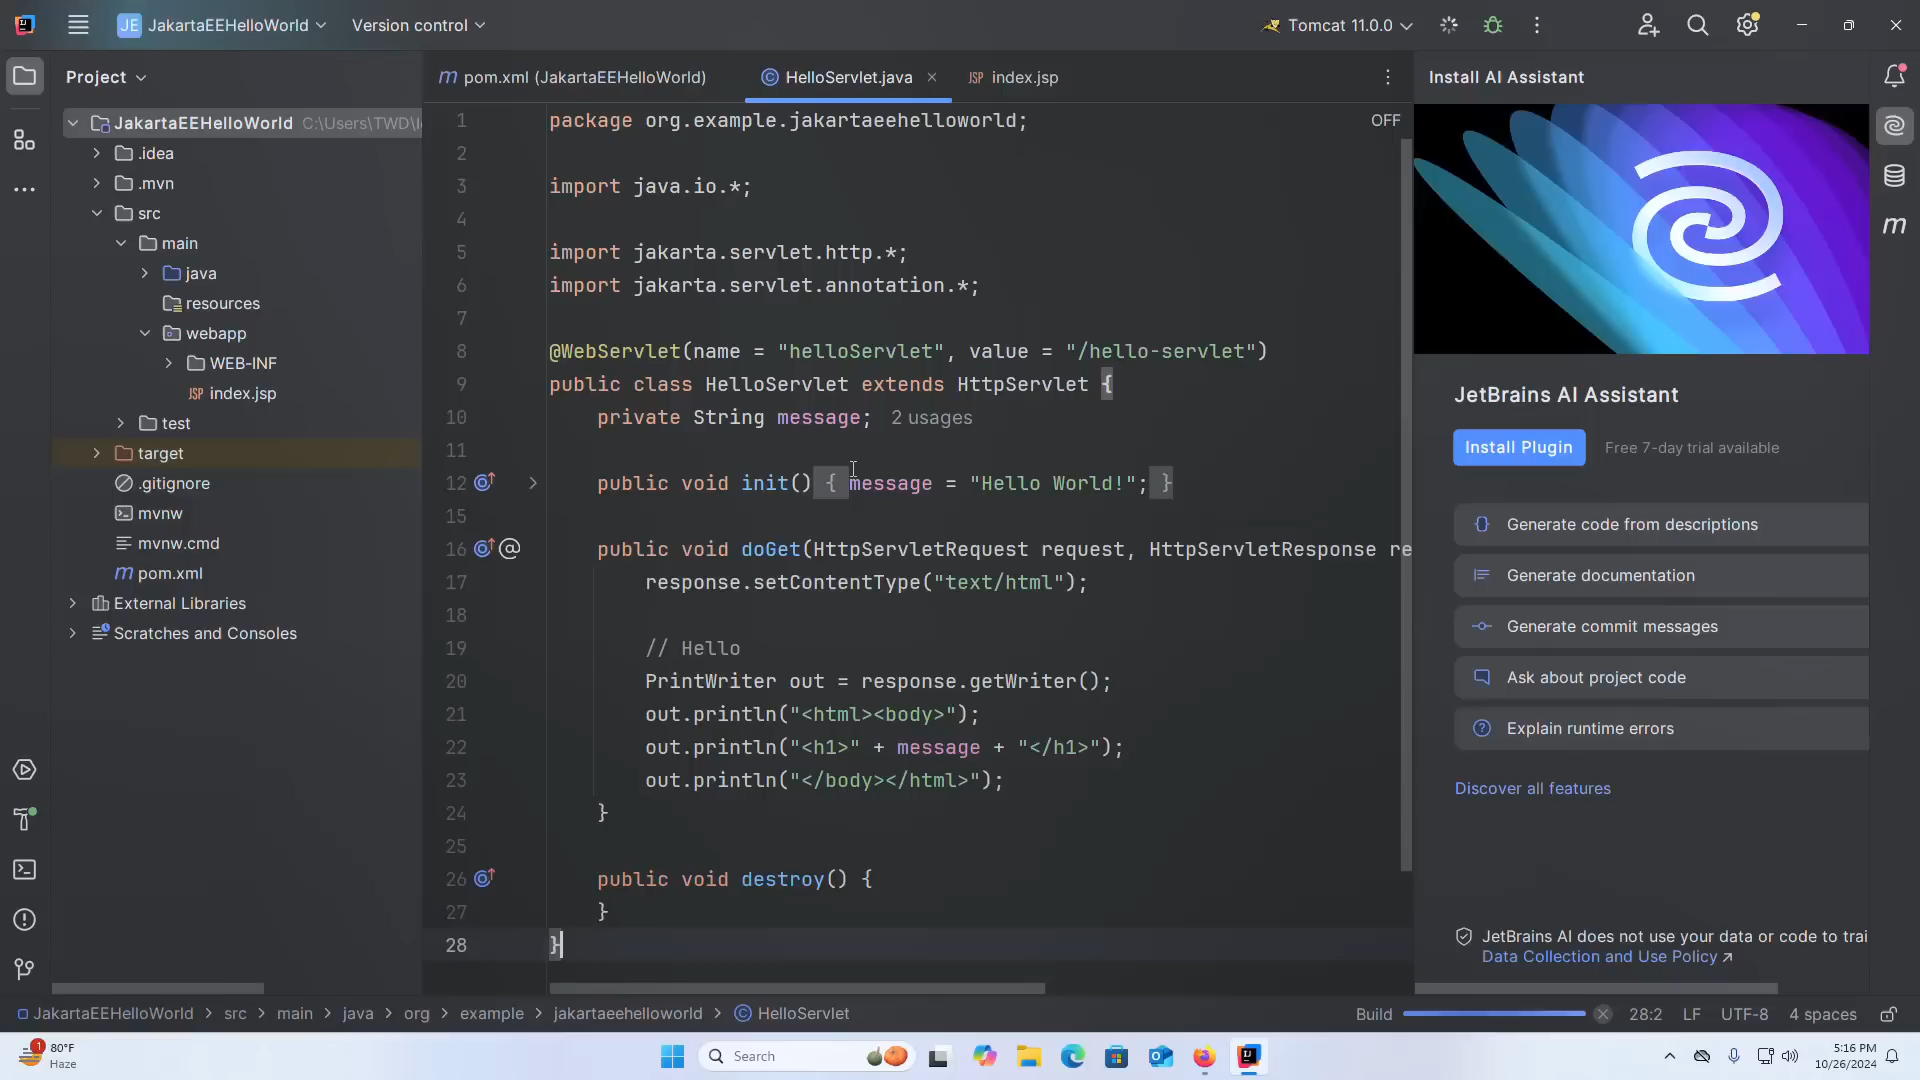 JE JakartaEEHelloWorld Version control Tomcat 11.0.0
Project
JakartaEEHelloWorld C:\Users\TWD\I
.idea
.mvn
src
main
java
resources
webapp
WEB-INF
JSP index.jsp
test
target
.gitignore
mvnw
mvnw.cmd
m pom.xml
External Libraries
Scratches and Consoles
m pom.xml (JakartaEEHelloWorld) HelloServlet.java JSP index.jsp
OFF
1 package org.example.jakartaeehelloworld;
2
3 import java.io.*;
4
5 import jakarta.servlet.http.*;
6 import jakarta.servlet.annotation.*;
7
8 @WebServlet(name = "helloServlet", value = "/hello-servlet")
9 public class HelloServlet extends HttpServlet {
10 private String message; 2 usages
11
12 public void init() { message = "Hello World!"; }
15
16 public void doGet(HttpServletRequest request, HttpServletResponse re
17 response.setContentType("text/html");
18
19 // Hello
20 PrintWriter out = response.getWriter();
21 out.println("<html><body>");
22 out.println("<h1>" + message + "</h1>");
23 out.println("</body></html>");
24 }
25
26 public void destroy() {
27 }
28 }
Install AI Assistant
JetBrains AI Assistant
Install Plugin Free 7-day trial available
Generate code from descriptions
Generate documentation
Generate commit messages
Ask about project code
Explain runtime errors
Discover all features
JetBrains AI does not use your data or code to trai
Data Collection and Use Policy ↗
m
JakartaEEHelloWorld > src > main > java > org > example > jakartaeehelloworld > HelloServlet Build 28:2 LF UTF-8 4 spaces
1 80°F
Haze
Search
5:16 PM
10/26/2024